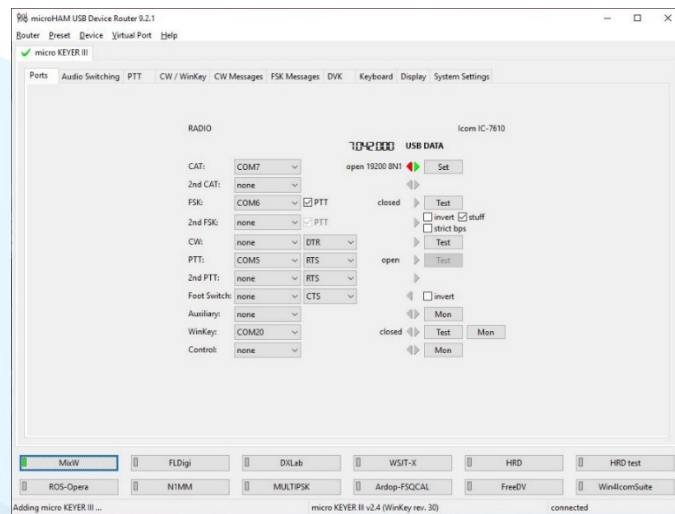 microHAM USB Device Router 9.2.1
Router Preset Device Virtual Port Help
micro KEYER III
Ports Audio Switching PTT CW / WinKey CW Messages FSK Messages DVK Keyboard Display System Settings
RADIO Icom IC-7610
7.042.000 USB DATA
CAT: COM7 open 19200 8N1 Set
2nd CAT: none
FSK: COM6 PTT closed Test
2nd FSK: none PTT invert stuff
strict bps
CW: none DTR Test
PTT: COM5 RTS open Test
2nd PTT: none RTS
Foot Switch: none CTS invert
Auxiliary: none Mon
WinKey: COM20 closed Test Mon
Control: none Mon
MixW FLDigi DXLab WSJT-X HRD HRD test
ROS-Opera N1MM MULTIPSK Ardop-FSQCAL FreeDV Win4IcomSuite
Adding micro KEYER III ... micro KEYER III v2.4 (WinKey rev. 30) connected